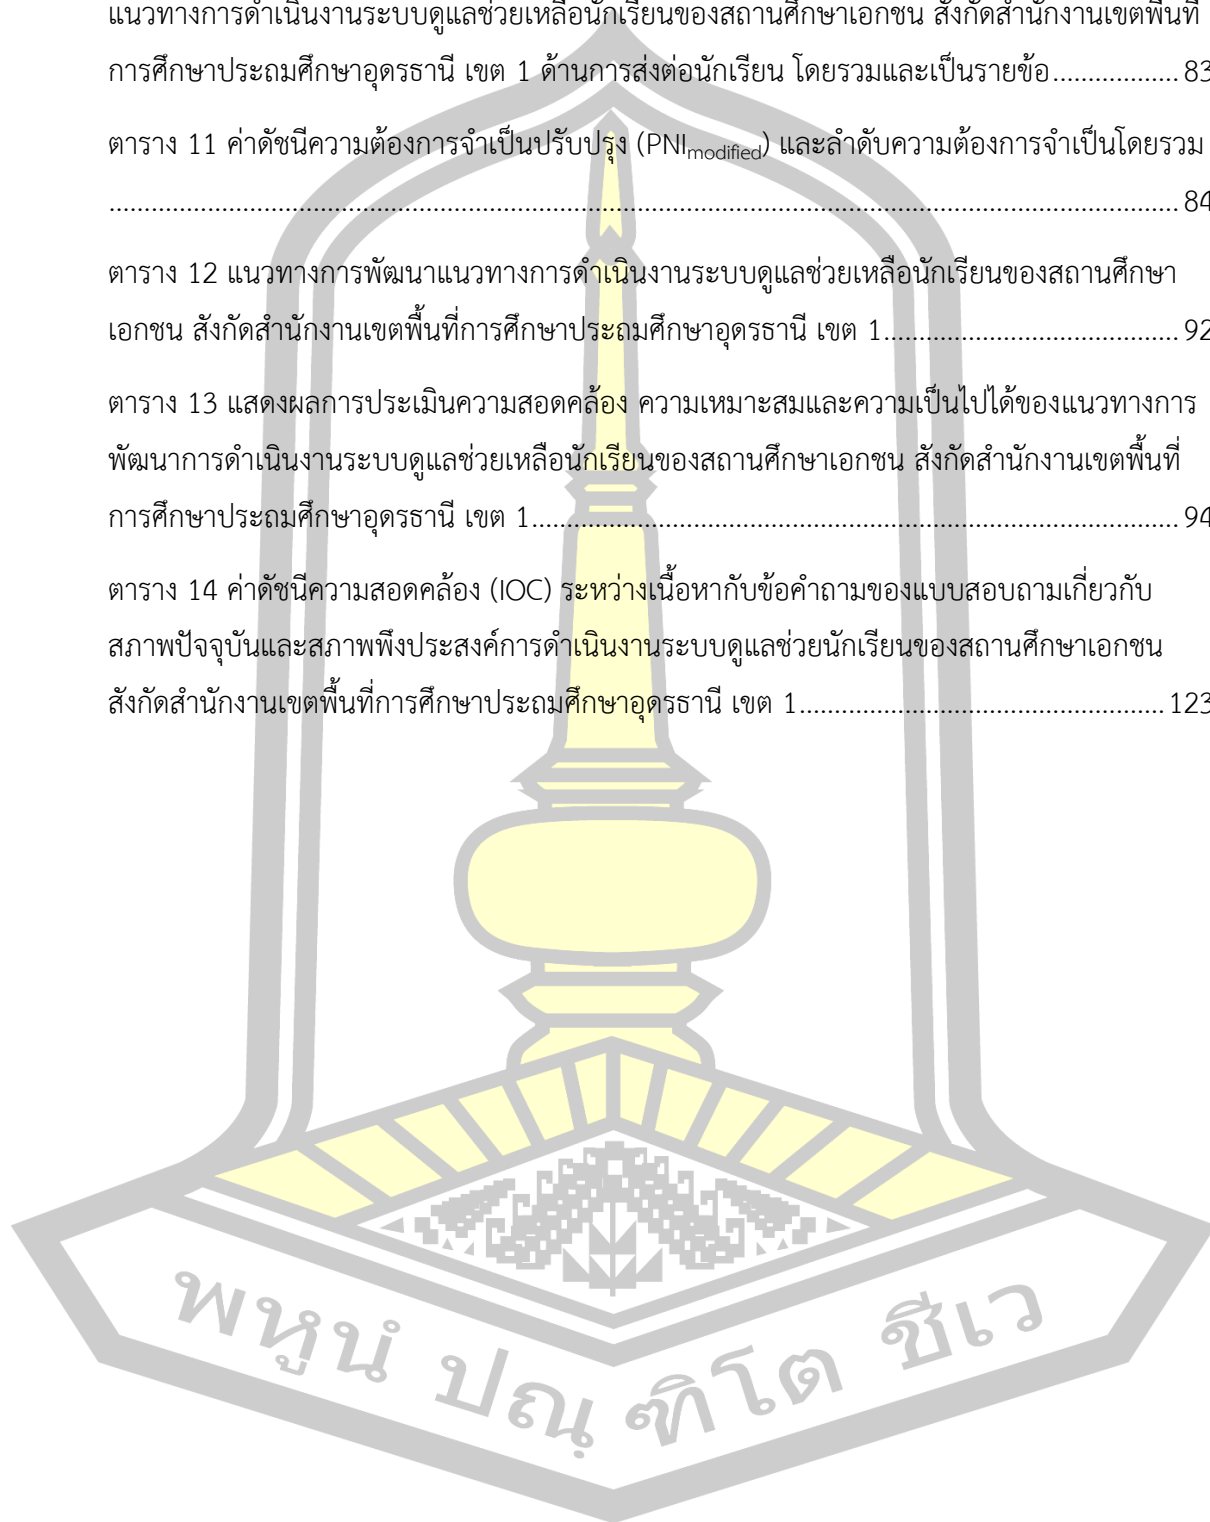 แนวทางการดำเนินงานระบบดูแลช่วยเหลือนักเรียนของสถานศึกษาเอกชน สังกัดสำนักงานเขตพื้นที่
การศึกษาประถมศึกษาอุดรธานี เขต 1 ด้านการส่งต่อนักเรียน โดยรวมและเป็นรายข้อ.................. 83
ตาราง 11 ค่าดัชนีความต้องการจำเป็นปรับปรุง (PNImodified) และลำดับความต้องการจำเป็นโดยรวม
........................................................................................................................................................ 84
ตาราง 12 แนวทางการพัฒนาแนวทางการดำเนินงานระบบดูแลช่วยเหลือนักเรียนของสถานศึกษา
เอกชน สังกัดสำนักงานเขตพื้นที่การศึกษาประถมศึกษาอุดรธานี เขต 1.......................................... 92
ตาราง 13 แสดงผลการประเมินความสอดคล้อง ความเหมาะสมและความเป็นไปได้ของแนวทางการ
พัฒนาการดำเนินงานระบบดูแลช่วยเหลือนักเรียนของสถานศึกษาเอกชน สังกัดสำนักงานเขตพื้นที่
การศึกษาประถมศึกษาอุดรธานี เขต 1............................................................................................ 94
ตาราง 14 ค่าดัชนีความสอดคล้อง (IOC) ระหว่างเนื้อหากับข้อคำถามของแบบสอบถามเกี่ยวกับ
สภาพปัจจุบันและสภาพพึงประสงค์การดำเนินงานระบบดูแลช่วยนักเรียนของสถานศึกษาเอกชน
สังกัดสำนักงานเขตพื้นที่การศึกษาประถมศึกษาอุดรธานี เขต 1.................................................... 123
พหูนํ ปณฺฑิโต ชีเว